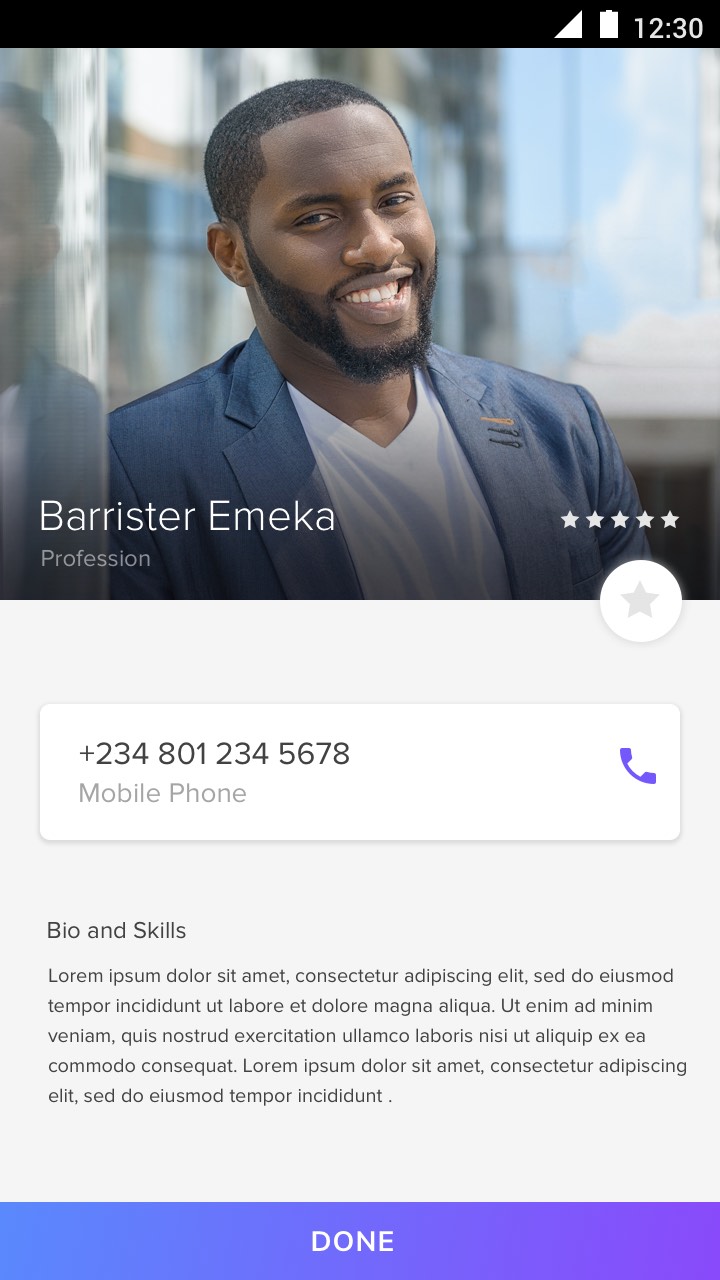 12:30
Barrister Emeka
Profession
+234 801 234 5678
Mobile Phone
Bio and Skills
Lorem ipsum dolor sit amet, consectetur adipiscing elit, sed do eiusmod
tempor incididunt ut labore et dolore magna aliqua. Ut enim ad minim
veniam, quis nostrud exercitation ullamco laboris nisi ut aliquip ex ea
commodo consequat. Lorem ipsum dolor sit amet, consectetur adipiscing
elit, sed do eiusmod tempor incididunt .
DONE